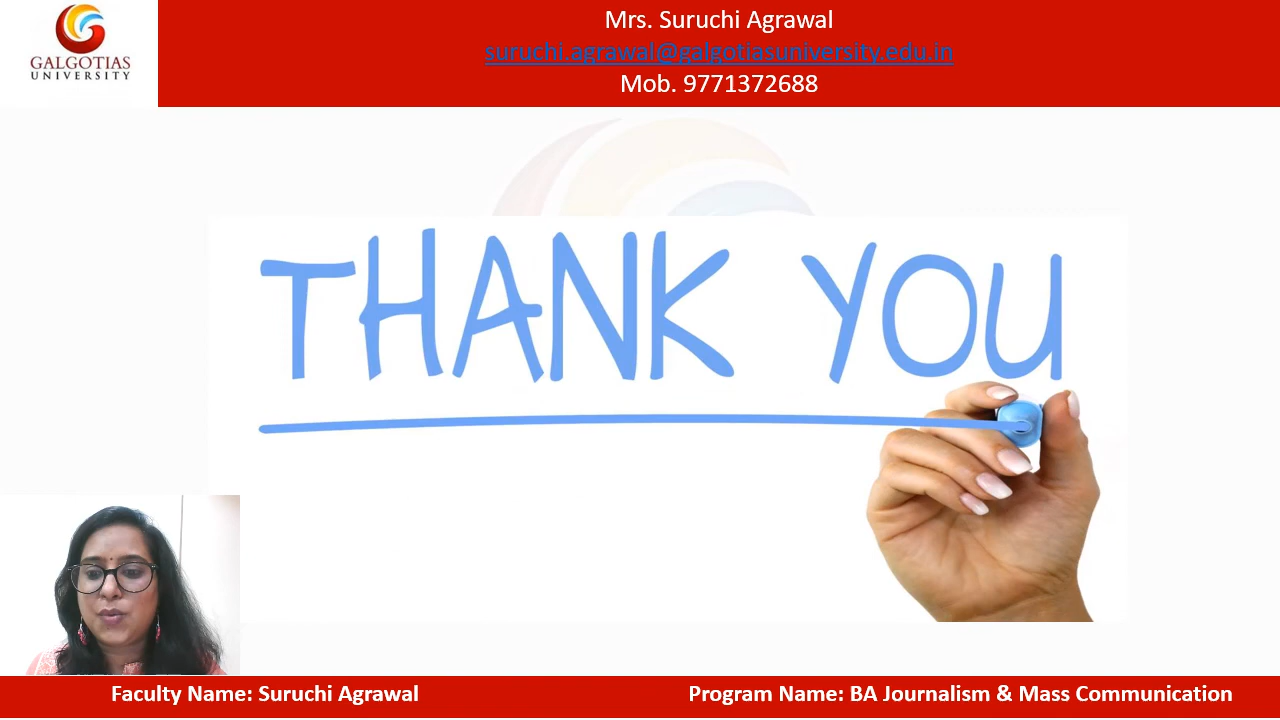 GALGOTIAS
UNIVERSITY
Mrs. Suruchi Agrawal
suruchi.agrawal@galgotiasuniversity.edu.in
Mob. 9771372688
THANK YOU
Faculty Name: Suruchi Agrawal
Program Name: BA Journalism & Mass Communication